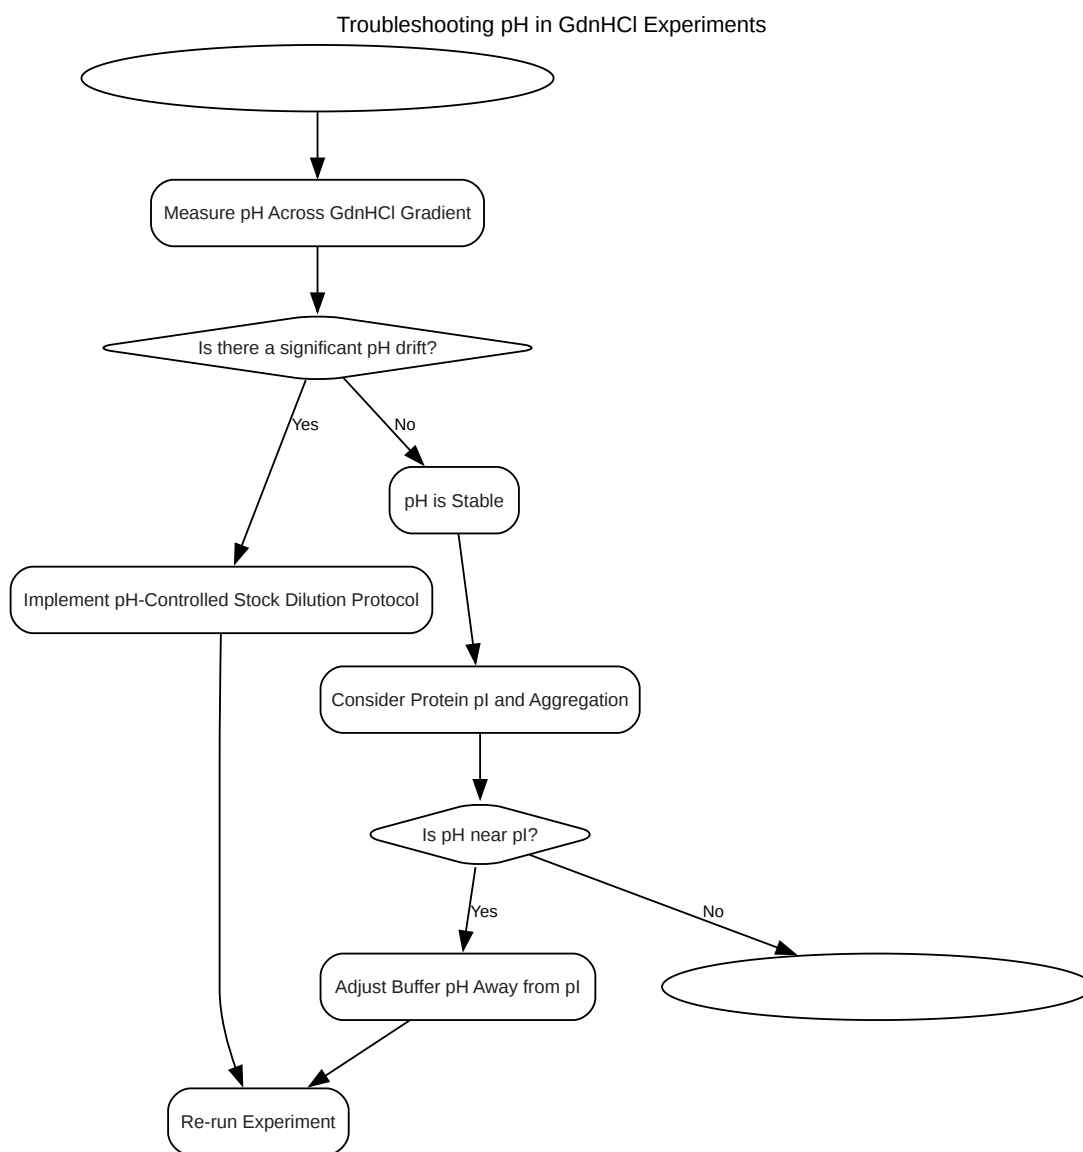 Troubleshooting pH in GdnHCl Experiments
Measure pH Across GdnHCl Gradient
Is there a significant pH drift?
Yes
No
pH is Stable
Implement pH-Controlled Stock Dilution Protocol
Consider Protein pI and Aggregation
Is pH near pI?
Yes
No
Adjust Buffer pH Away from pI
Re-run Experiment